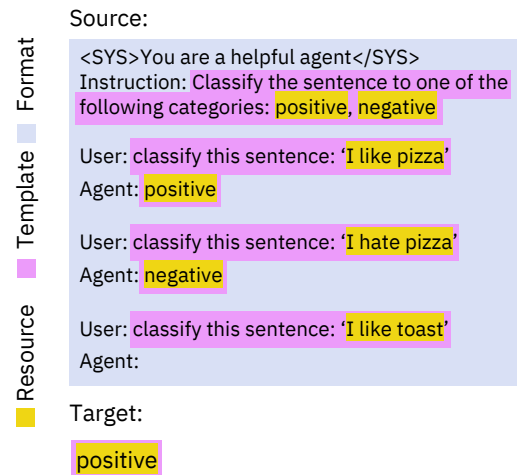 Source:
<SYS>You are a helpful agent</SYS>
Instruction: Classify the sentence to one of the
following categories: positive, negative
User: classify this sentence: ‘I like pizza’
Agent: positive
User: classify this sentence: ‘I hate pizza’
Agent: negative
User: classify this sentence: ‘I like toast’
Agent:
Target:
positive
Format
Template
Resource